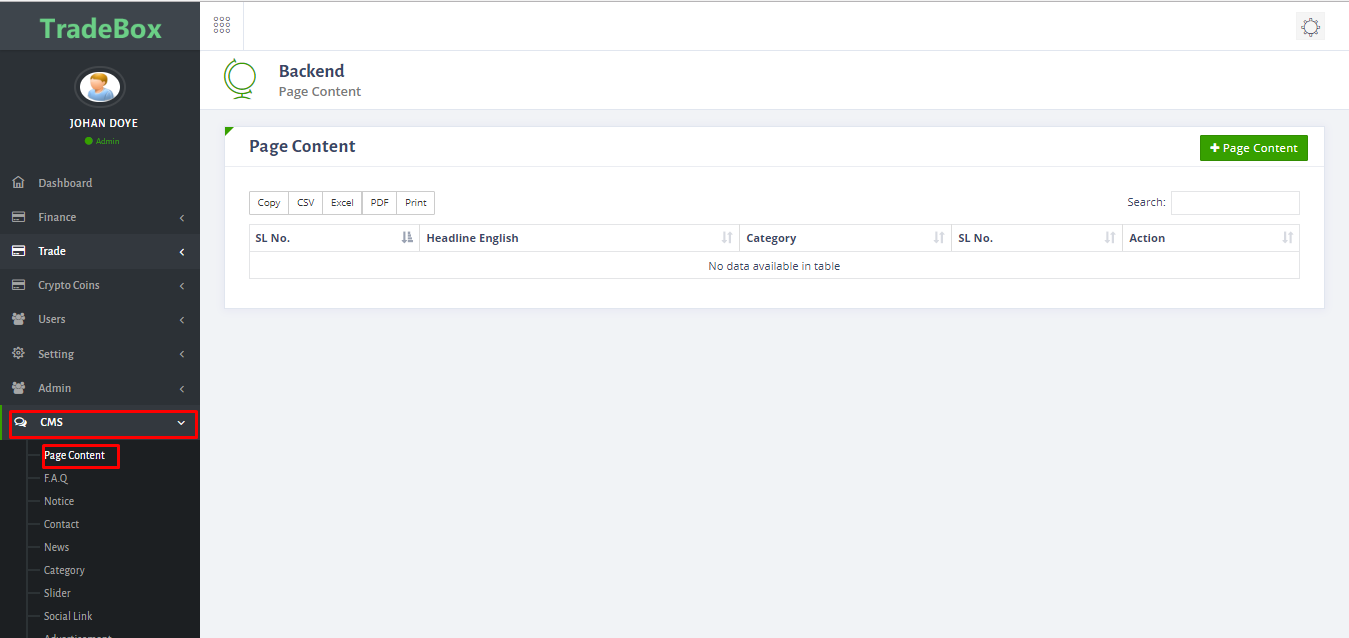 TradeBox
JOHAN DOYE
Admin
Dashboard
Finance
Trade
Crypto Coins
Users
Setting
Admin
CMS
Page Content
F.A.Q
Notice
Contact
News
Category
Slider
Social Link
Advertisement
Backend
Page Content
Page Content
+ Page Content
Copy CSV Excel PDF Print
Search:
SL No. Headline English Category SL No. Action
No data available in table